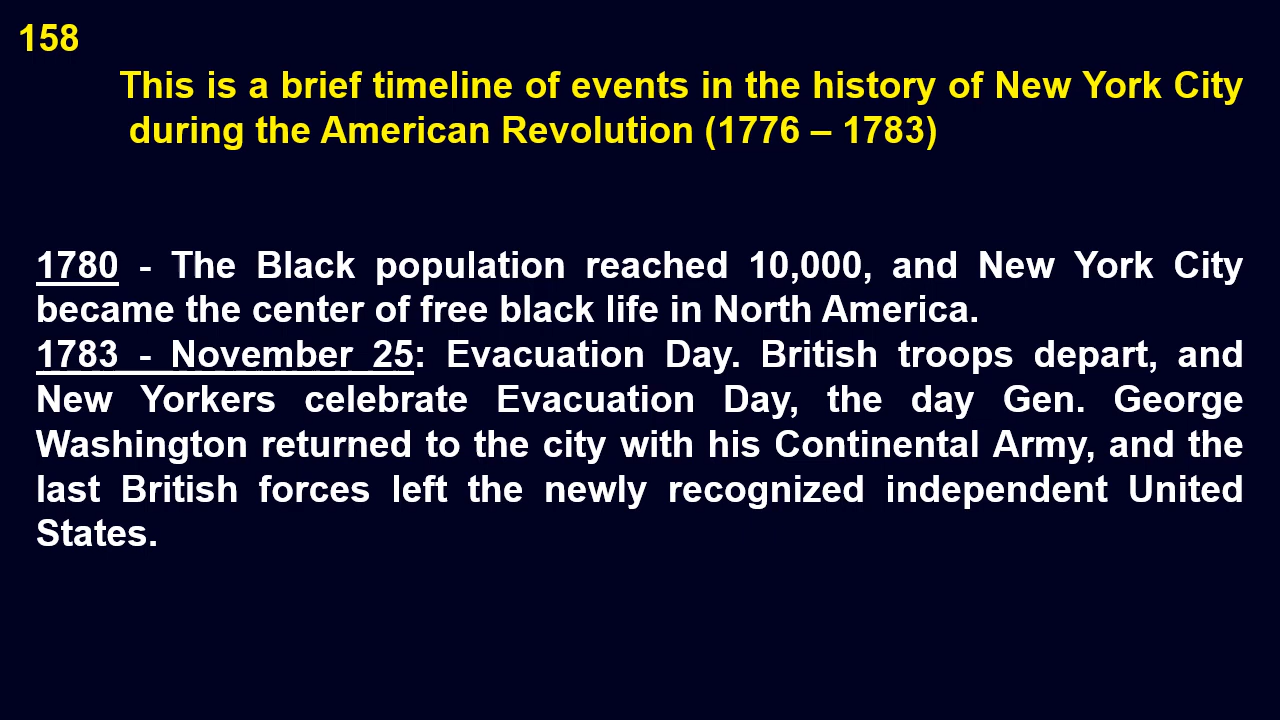 158
This is a brief timeline of events in the history of New York City
during the American Revolution (1776 – 1783)
1780 - The Black population reached 10,000, and New York City
became the center of free black life in North America.
1783 - November 25: Evacuation Day. British troops depart, and
New Yorkers celebrate Evacuation Day, the day Gen. George
Washington returned to the city with his Continental Army, and the
last British forces left the newly recognized independent United
States.